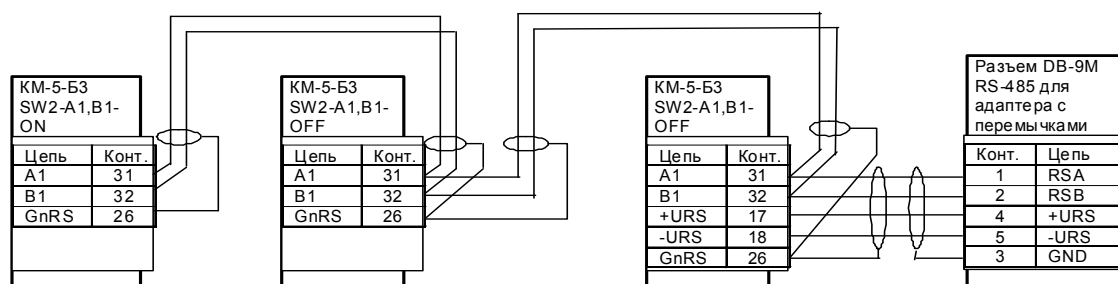 КМ-5-Б3
SW2-A1,B1-
ON
Цепь Конт.
A1 31
B1 32
GnRS 26
КМ-5-Б3
SW2-A1,B1-
OFF
Цепь Конт.
A1 31
B1 32
GnRS 26
КМ-5-Б3
SW2-A1,B1-
OFF
Цепь Конт.
A1 31
B1 32
+URS 17
-URS 18
GnRS 26
Разъем DB-9M
RS-485 для
адаптера с
перемычками
Конт. Цепь
1 RSA
2 RSB
4 +URS
5 -URS
3 GND